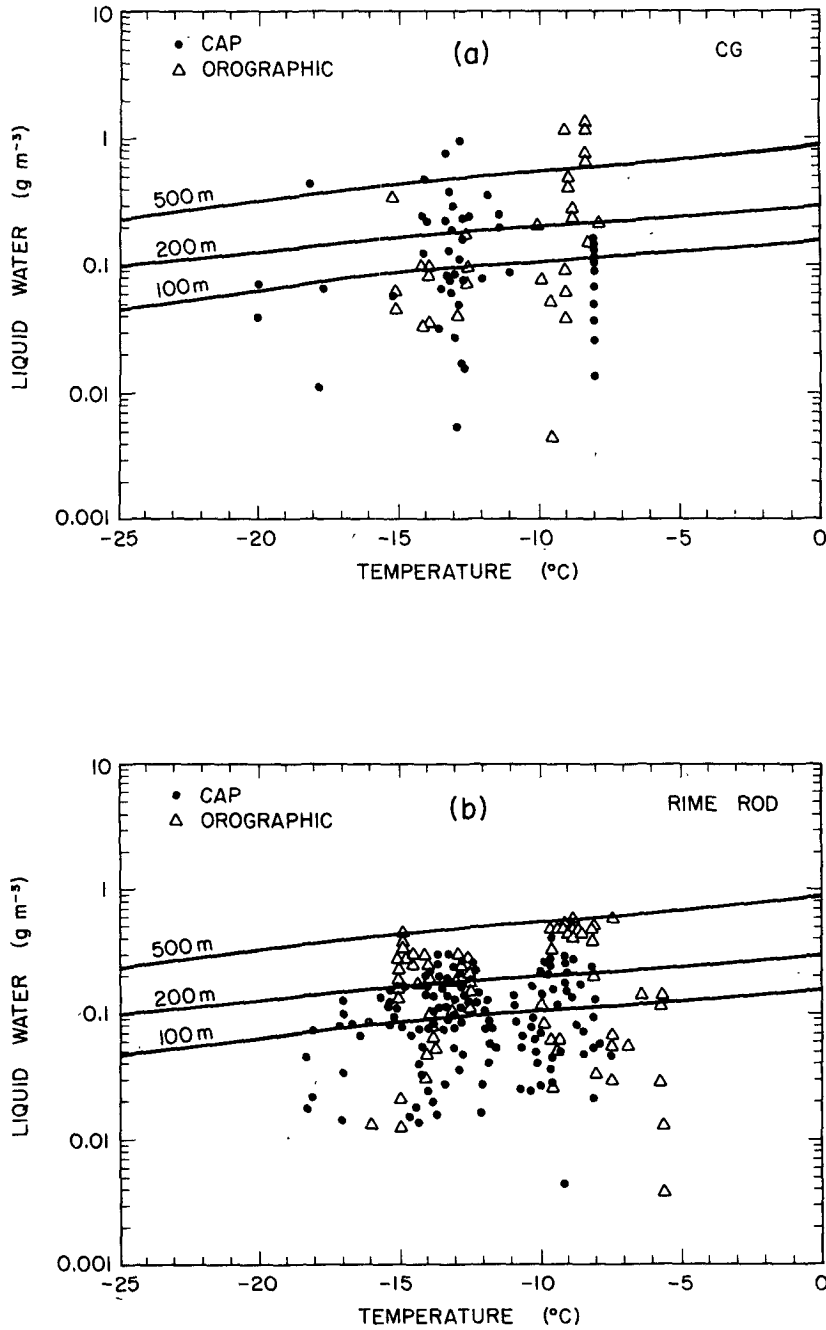 10
CAP
OROGRAPHIC
(a)
CG
1
500 m
200 m
0.1
100 m
0.01
0.001
LIQUID WATER (g m⁻³)
-25 -20 -15 -10 -5 0
TEMPERATURE (°C)
10
CAP
OROGRAPHIC
(b)
RIME ROD
1
500 m
200 m
0.1
100 m
0.01
0.001
LIQUID WATER (g m⁻³)
-25 -20 -15 -10 -5 0
TEMPERATURE (°C)